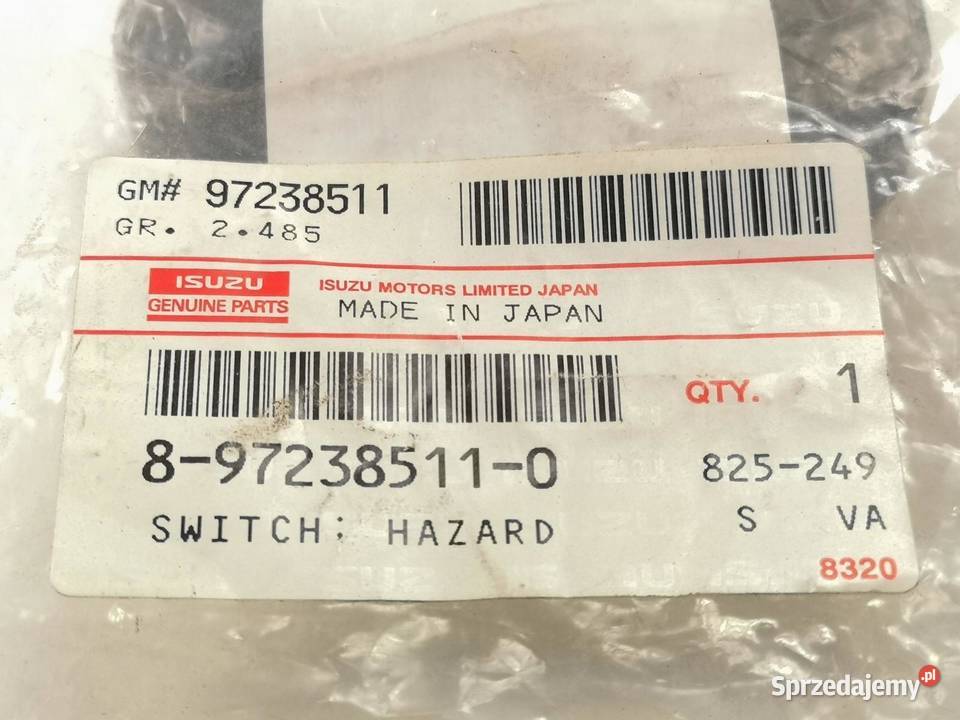 GM# 97238511
GR. 2.485
ISUZU
GENUINE PARTS
ISUZU MOTORS LIMITED JAPAN
MADE IN JAPAN
QTY. 1
8-97238511-0
825-249
SWITCH; HAZARD
S VA
8320
Sprzedajemy.pl